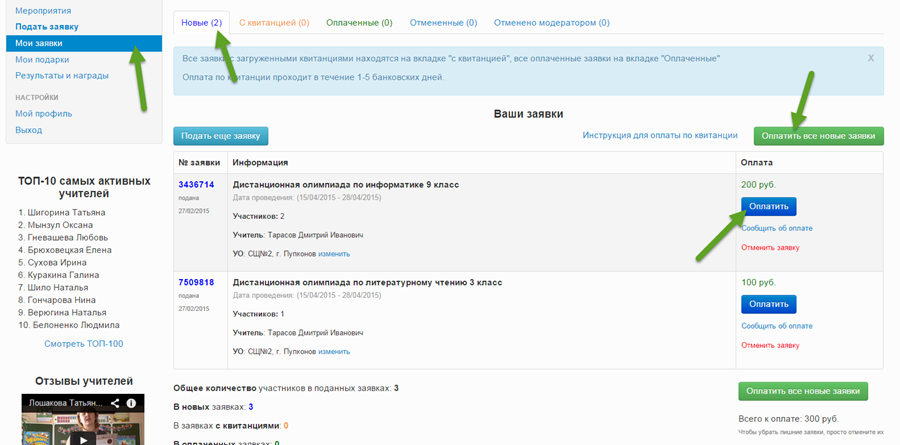 Мероприятия
Подать заявку
Мои заявки
Мои подарки
Результаты и награды
НАСТРОЙКИ
Мой профиль
Выход
ТОП-10 самых активных
учителей
1. Шигорина Татьяна
2. Мынзул Оксана
3. Гневашева Любовь
4. Брюховецкая Елена
5. Сухова Ирина
6. Куракина Галина
7. Шило Наталья
8. Гончарова Нина
9. Верюгина Наталья
10. Белоненко Людмила
Смотреть ТОП-100
Отзывы учителей
Лошакова Татьян...
Новые (2) С квитанцией (0) Оплаченные (0) Отмененные (0) Отменено модератором (0)
Все заявки с загруженными квитанциями находятся на вкладке "с квитанцией", все оплаченные заявки на вкладке "Оплаченные" X
Оплата по квитанции проходит в течение 1-5 банковских дней.
Ваши заявки
Подать еще заявку Инструкция для оплаты по квитанции Оплатить все новые заявки
№ заявки Информация Оплата
3436714 Дистанционная олимпиада по информатике 9 класс 200 руб.
подана Дата проведения: (15/04/2015 - 28/04/2015)
27/02/2015
Оплатить
Участников: 2
Сообщить об оплате
Учитель: Тарасов Дмитрий Иванович
Отменить заявку
УО: СЩ№2, г. Пупконов изменить
7509818 Дистанционная олимпиада по литературному чтению 3 класс 100 руб.
подана Дата проведения: (15/04/2015 - 28/04/2015)
27/02/2015
Оплатить
Участников: 1
Сообщить об оплате
Учитель: Тарасов Дмитрий Иванович
Отменить заявку
УО: СЩ№2, г. Пупконов изменить
Общее количество участников в поданных заявках: 3 Оплатить все новые заявки
В новых заявках: 3
Всего к оплате: 300 руб.
В заявках с квитанциями: 0
Чтобы убрать лишние заявки, просто отмените их
В оплаченных заявках: 0